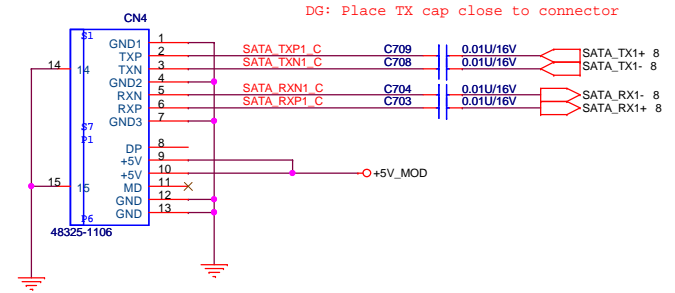 DG: Place TX cap close to connector
CN4
S1
GND1 1
TXP 2 SATA_TXP1_C C709 0.01U/16V SATA_TX1+ 8
14 14 TXN 3 SATA_TXN1_C C708 0.01U/16V SATA_TX1- 8
GND2 4
RXN 5 SATA_RXN1_C C704 0.01U/16V SATA_RX1- 8
RXP 6 SATA_RXP1_C C703 0.01U/16V SATA_RX1+ 8
S7 GND3 7
P1
DP 8
+5V 9
+5V 10 +5V_MOD
15 15 MD 11
GND 12
P6 GND 13
48325-1106